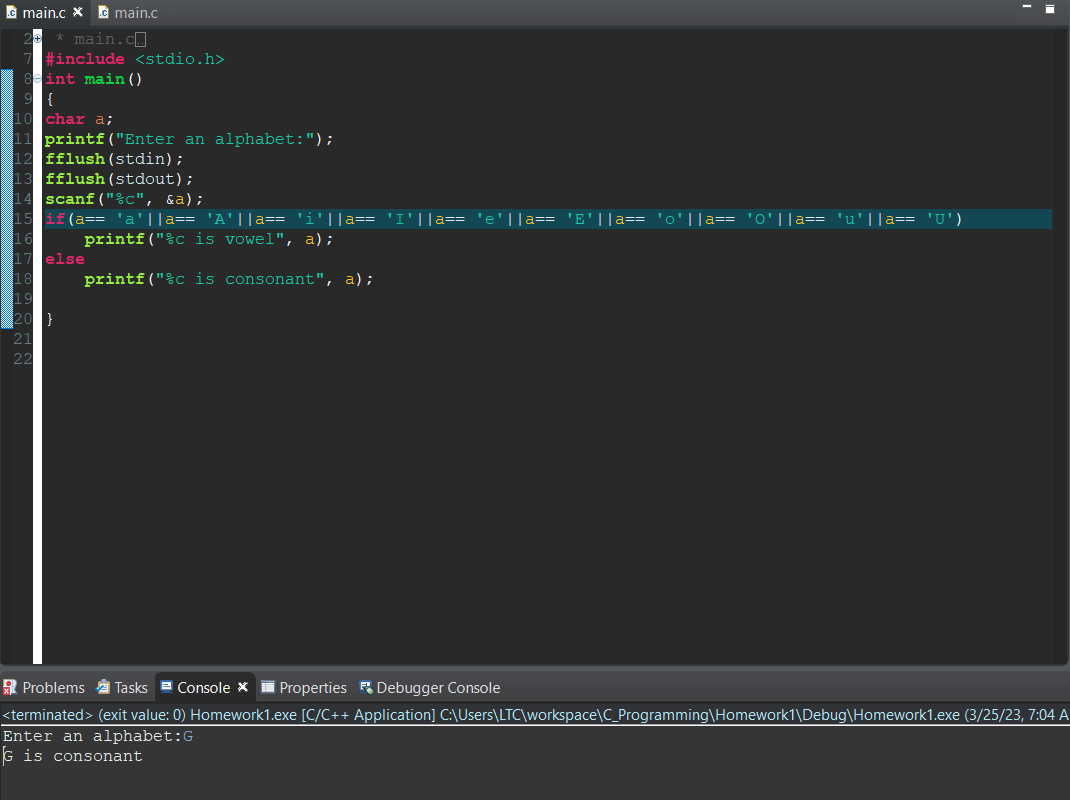 main.c main.c
2 * main.c
7 #include <stdio.h>
8 int main()
9 {
10 char a;
11 printf("Enter an alphabet:");
12 fflush(stdin);
13 fflush(stdout);
14 scanf("%c", &a);
15 if(a== 'a'||a== 'A'||a== 'i'||a== 'I'||a== 'e'||a== 'E'||a== 'o'||a== 'O'||a== 'u'||a== 'U')
16     printf("%c is vowel", a);
17 else
18     printf("%c is consonant", a);
19
20 }
21
22
Problems Tasks Console Properties Debugger Console
<terminated> (exit value: 0) Homework1.exe [C/C++ Application] C:\Users\LTC\workspace\C_Programming\Homework1\Debug\Homework1.exe (3/25/23, 7:04 A
Enter an alphabet:G
G is consonant